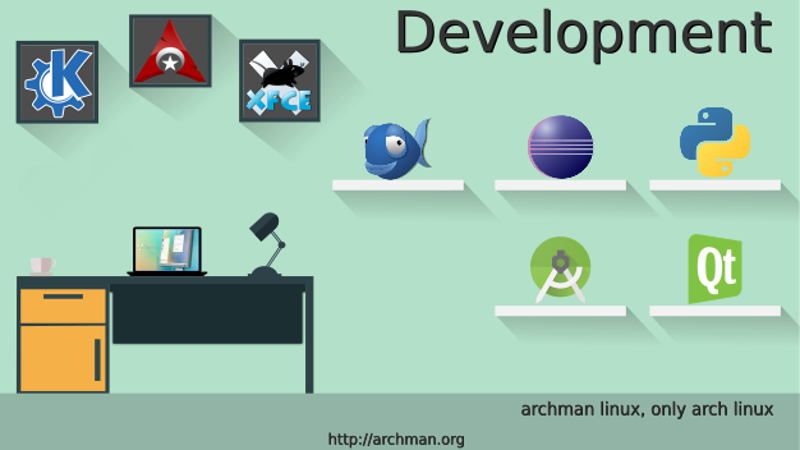 Development
K
XFCE
Qt
archman linux, only arch linux
http://archman.org